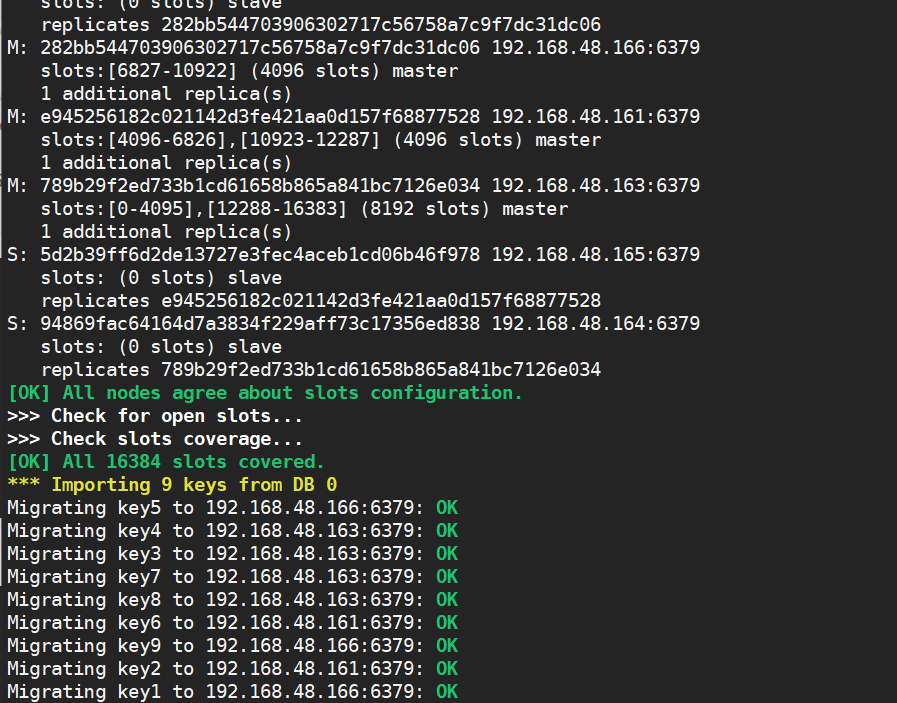 slots: (0 slots) slave
replicates 282bb544703906302717c56758a7c9f7dc31dc06
M: 282bb544703906302717c56758a7c9f7dc31dc06 192.168.48.166:6379
slots:[6827-10922] (4096 slots) master
1 additional replica(s)
M: e945256182c021142d3fe421aa0d157f68877528 192.168.48.161:6379
slots:[4096-6826],[10923-12287] (4096 slots) master
1 additional replica(s)
M: 789b29f2ed733b1cd61658b865a841bc7126e034 192.168.48.163:6379
slots:[0-4095],[12288-16383] (8192 slots) master
1 additional replica(s)
S: 5d2b39ff6d2de13727e3fec4aceb1cd06b46f978 192.168.48.165:6379
slots: (0 slots) slave
replicates e945256182c021142d3fe421aa0d157f68877528
S: 94869fac64164d7a3834f229aff73c17356ed838 192.168.48.164:6379
slots: (0 slots) slave
replicates 789b29f2ed733b1cd61658b865a841bc7126e034
[OK] All nodes agree about slots configuration.
>>> Check for open slots...
>>> Check slots coverage...
[OK] All 16384 slots covered.
*** Importing 9 keys from DB 0
Migrating key5 to 192.168.48.166:6379: OK
Migrating key4 to 192.168.48.163:6379: OK
Migrating key3 to 192.168.48.163:6379: OK
Migrating key7 to 192.168.48.163:6379: OK
Migrating key8 to 192.168.48.163:6379: OK
Migrating key6 to 192.168.48.161:6379: OK
Migrating key9 to 192.168.48.166:6379: OK
Migrating key2 to 192.168.48.161:6379: OK
Migrating key1 to 192.168.48.166:6379: OK